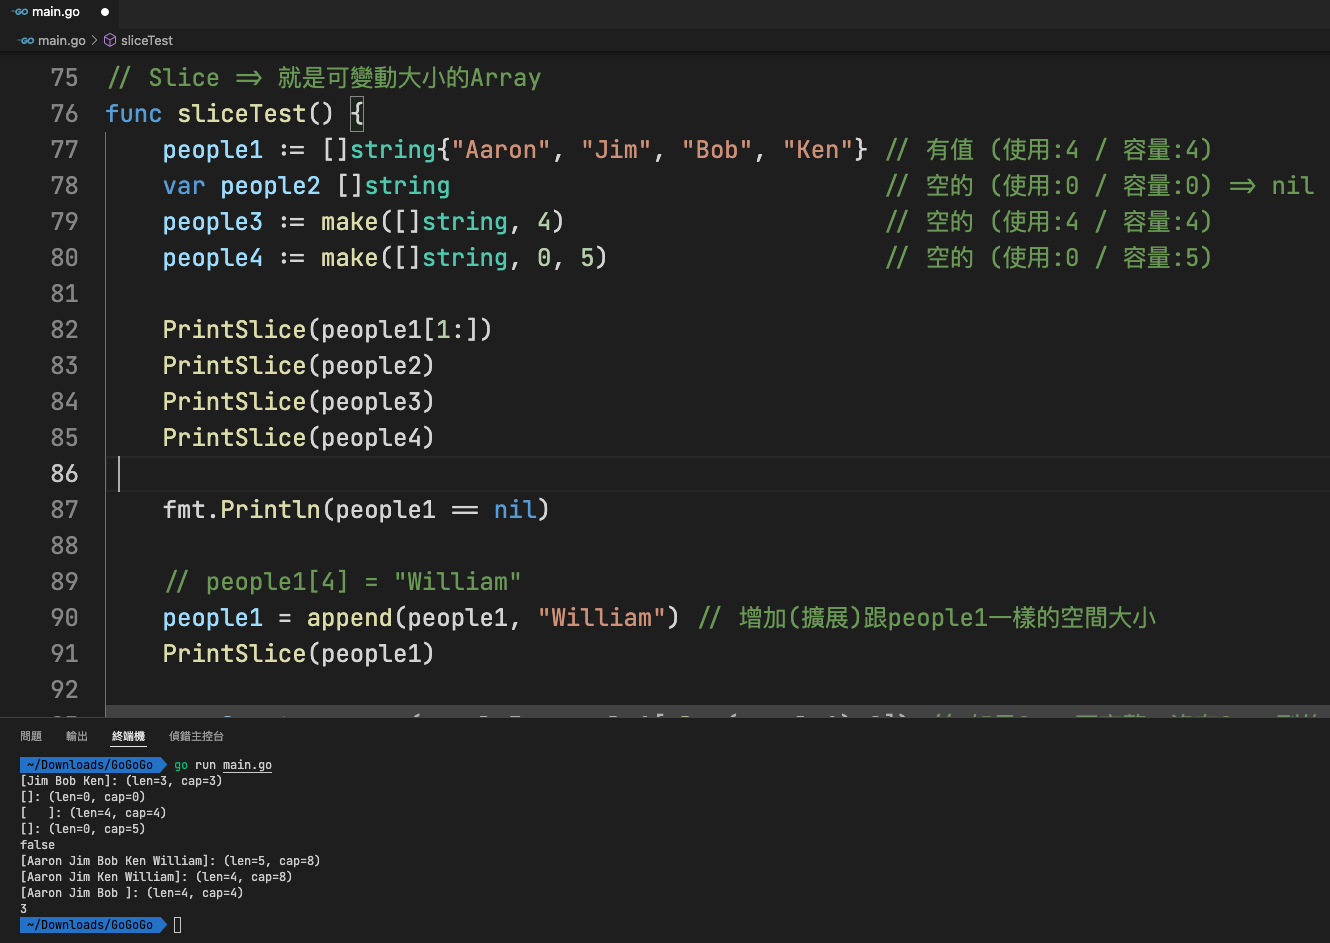 main.go
main.go > sliceTest
75 // Slice => 就是可變動大小的Array
76 func sliceTest() {
77 people1 := []string{"Aaron", "Jim", "Bob", "Ken"} // 有值 (使用:4 / 容量:4)
78 var people2 []string // 空的 (使用:0 / 容量:0) => nil
79 people3 := make([]string, 4) // 空的 (使用:4 / 容量:4)
80 people4 := make([]string, 0, 5) // 空的 (使用:0 / 容量:5)
81
82 PrintSlice(people1[1:])
83 PrintSlice(people2)
84 PrintSlice(people3)
85 PrintSlice(people4)
86
87 fmt.Println(people1 == nil)
88
89 // people1[4] = "William"
90 people1 = append(people1, "William") // 增加(擴展)跟people1一樣的空間大小
91 PrintSlice(people1)
92
問題 輸出 終端機 偵錯主控台
~/Downloads/GoGoGo go run main.go
[Jim Bob Ken]: (len=3, cap=3)
[]: (len=0, cap=0)
[   ]: (len=4, cap=4)
[]: (len=0, cap=5)
false
[Aaron Jim Bob Ken William]: (len=5, cap=8)
[Aaron Jim Ken William]: (len=4, cap=8)
[Aaron Jim Bob ]: (len=4, cap=4)
3
~/Downloads/GoGoGo